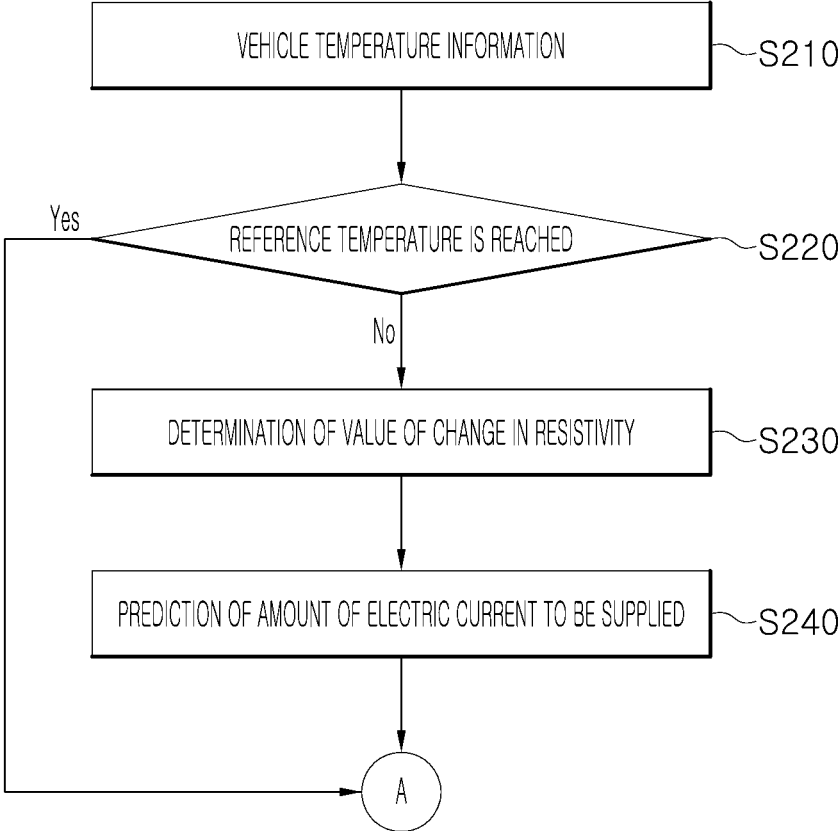 VEHICLE TEMPERATURE INFORMATION
S210
Yes
REFERENCE TEMPERATURE IS REACHED
S220
No
DETERMINATION OF VALUE OF CHANGE IN RESISTIVITY
S230
PREDICTION OF AMOUNT OF ELECTRIC CURRENT TO BE SUPPLIED
S240
A